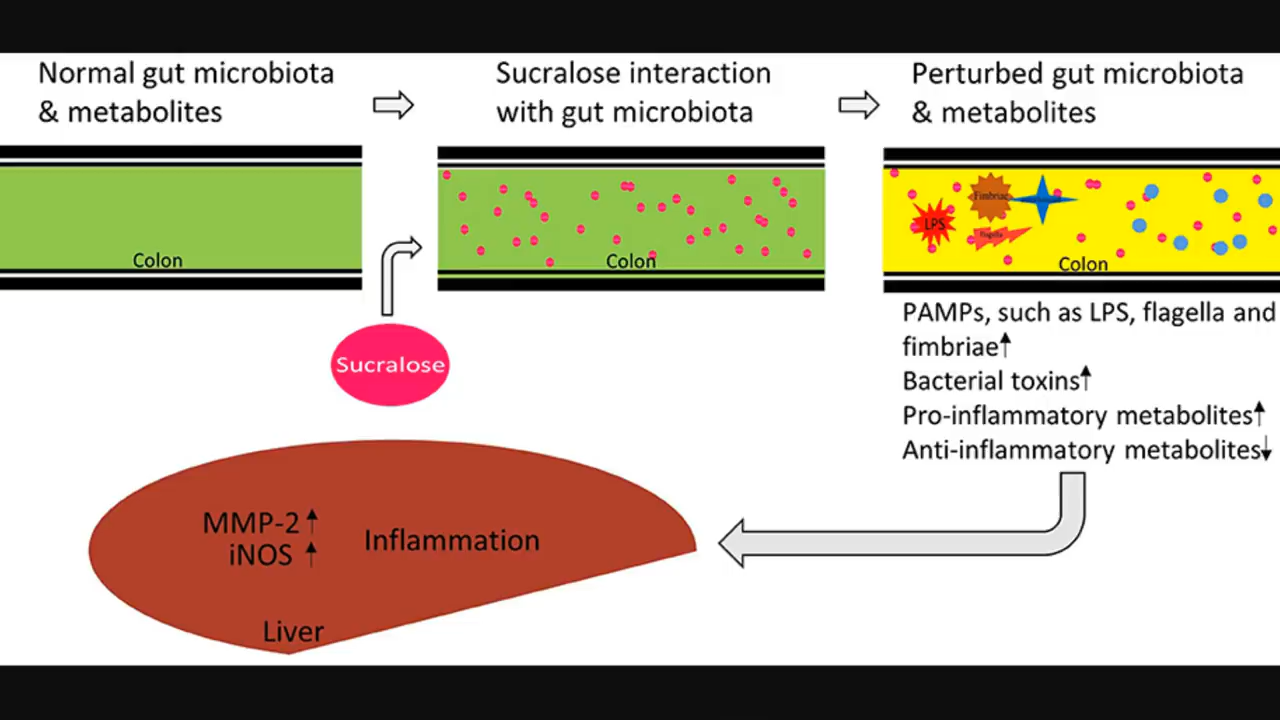 Normal gut microbiota
& metabolites
Sucralose interaction
with gut microbiota
Perturbed gut microbiota
& metabolites
Colon
Colon
Fimbriae
LPS
flagella
Colon
Sucralose
PAMPs, such as LPS, flagella and
fimbriae↑
Bacterial toxins↑
Pro-inflammatory metabolites↑
Anti-inflammatory metabolites↓
MMP-2↑
iNOS ↑
Inflammation
Liver